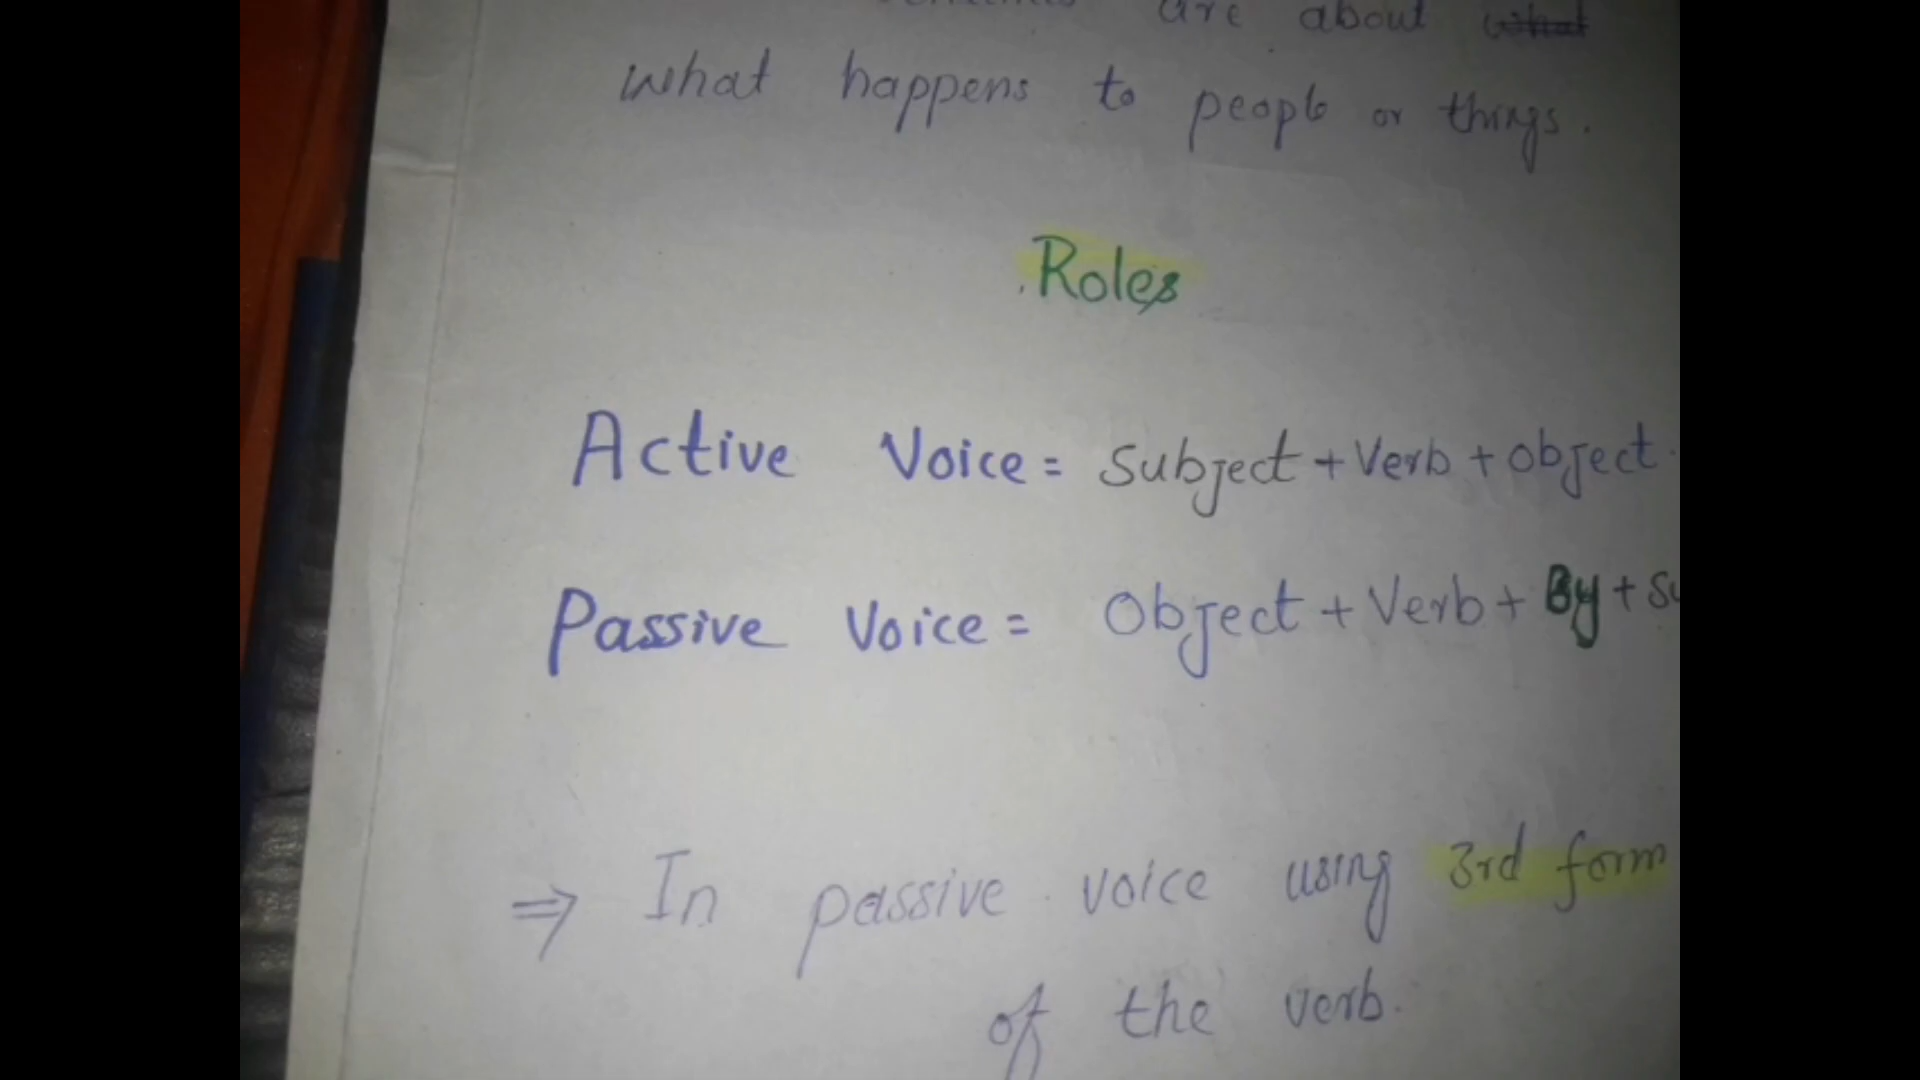 are about
what happens to people or things.
Roles
Active Voice = Subject + Verb + object.
Passive Voice = Object + Verb + By + Su
⇒ In passive voice using 3rd form
of the verb.